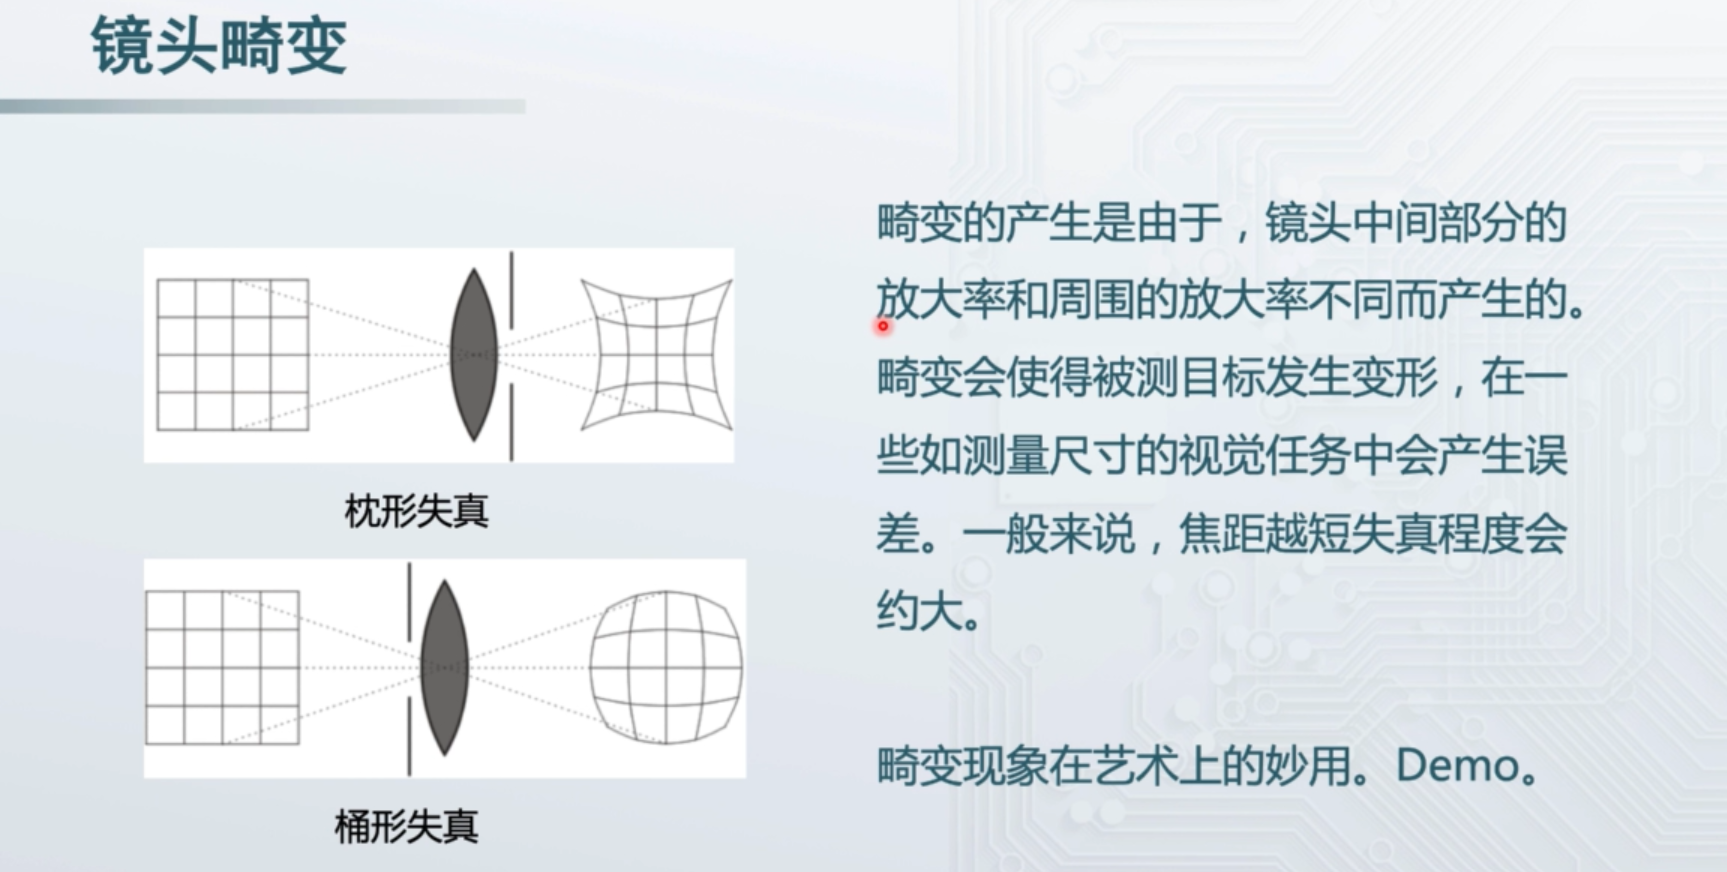 镜头畸变
枕形失真
桶形失真
畸变的产生是由于，镜头中间部分的
放大率和周围的放大率不同而产生的。
畸变会使得被测目标发生变形，在一
些如测量尺寸的视觉任务中会产生误
差。一般来说，焦距越短失真程度会
约大。
畸变现象在艺术上的妙用。Demo。